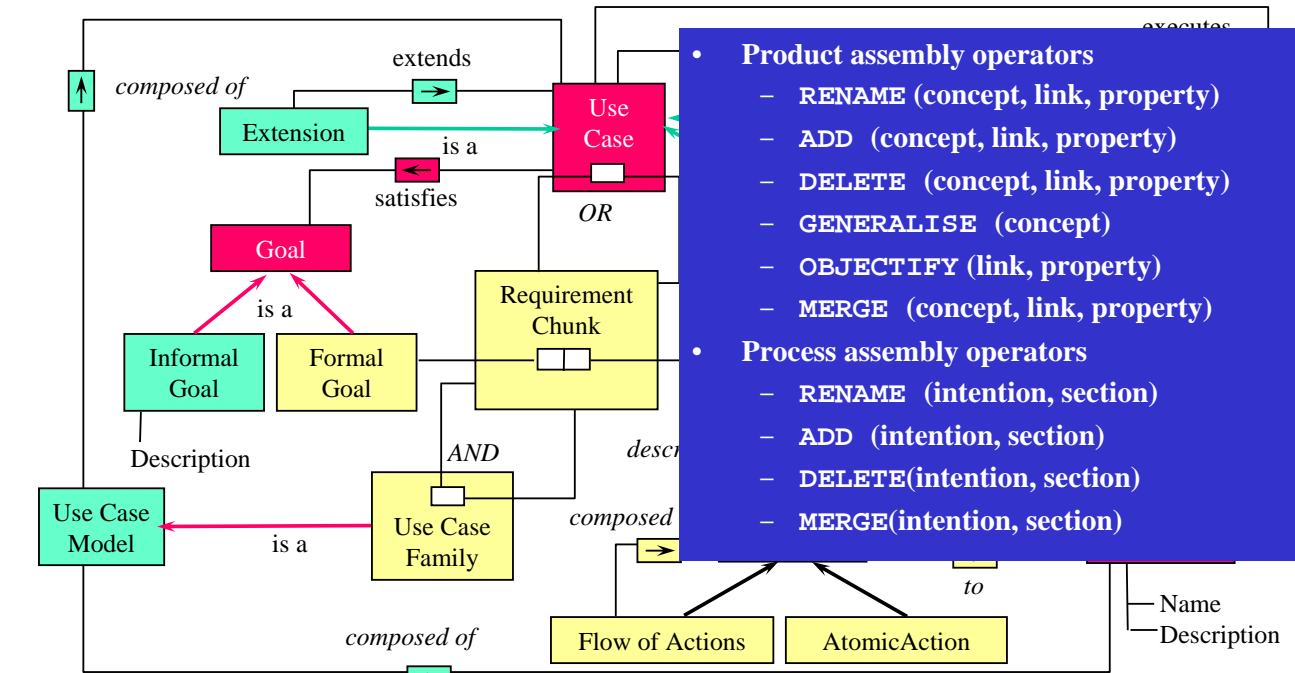 executes
extends
composed of
Extension
Use
Case
is a
satisfies
OR
Goal
is a
Requirement
Chunk
Informal
Goal
Formal
Goal
Description
AND
descr
Use Case
Model
is a
Use Case
Family
composed
to
Flow of Actions
AtomicAction
composed of
Name
Description
• Product assembly operators
– RENAME (concept, link, property)
– ADD (concept, link, property)
– DELETE (concept, link, property)
– GENERALISE (concept)
– OBJECTIFY (link, property)
– MERGE (concept, link, property)
• Process assembly operators
– RENAME (intention, section)
– ADD (intention, section)
– DELETE(intention, section)
– MERGE(intention, section)